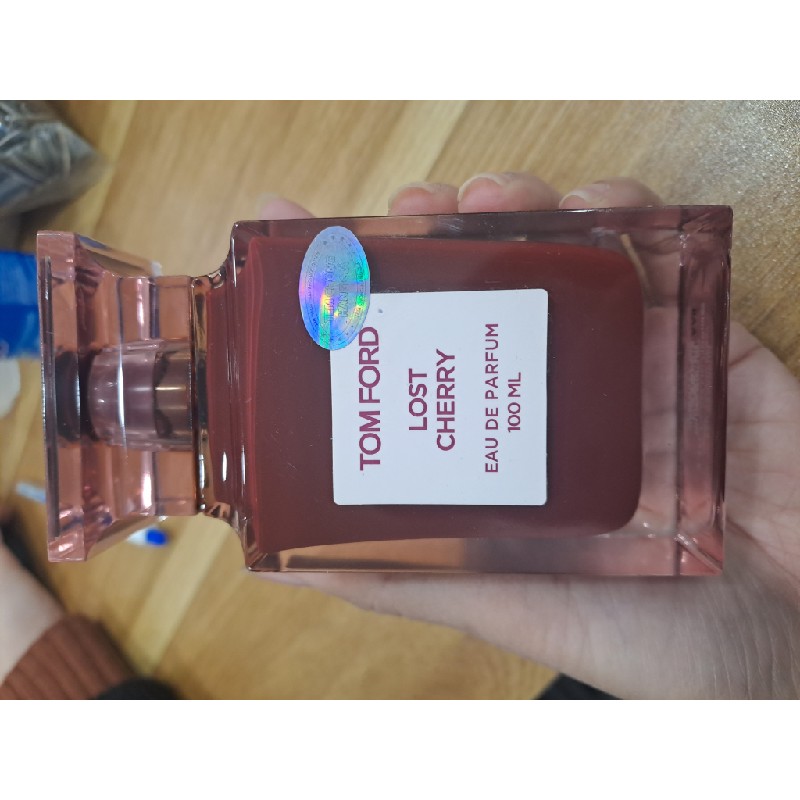 TOM FORD
LOST
CHERRY
EAU DE PARFUM
100 ML